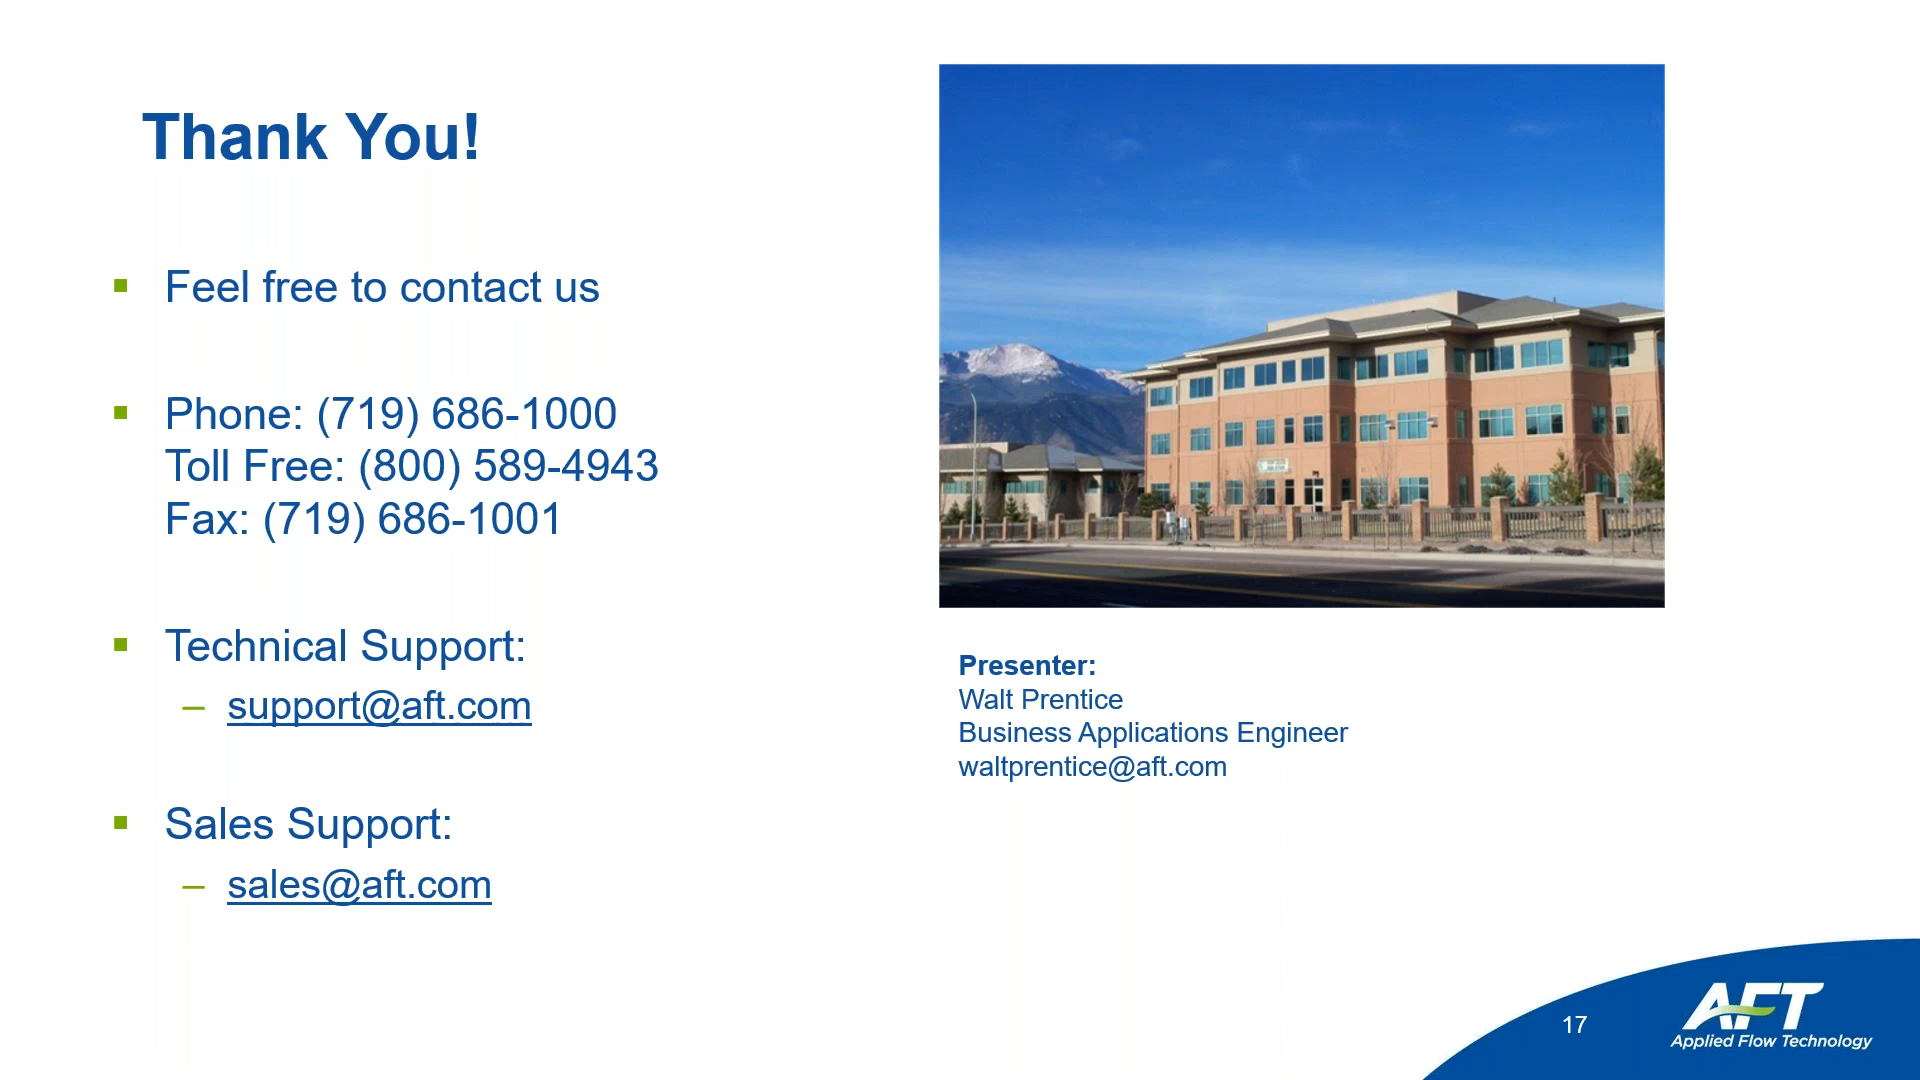 Thank You!
Feel free to contact us
Phone: (719) 686-1000
Toll Free: (800) 589-4943
Fax: (719) 686-1001
Technical Support:
– support@aft.com
Sales Support:
– sales@aft.com
Presenter:
Walt Prentice
Business Applications Engineer
waltprentice@aft.com
17
AFT
Applied Flow Technology